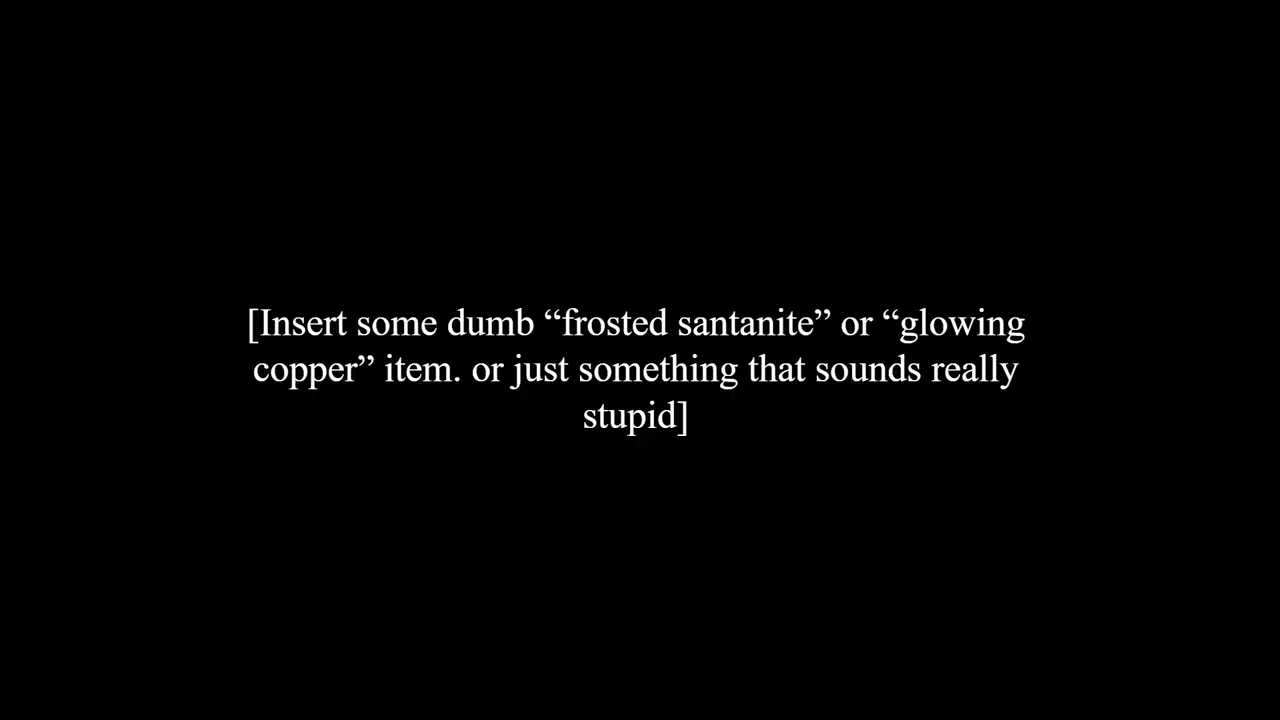 [Insert some dumb “frosted santanite” or “glowing
copper” item. or just something that sounds really
stupid]